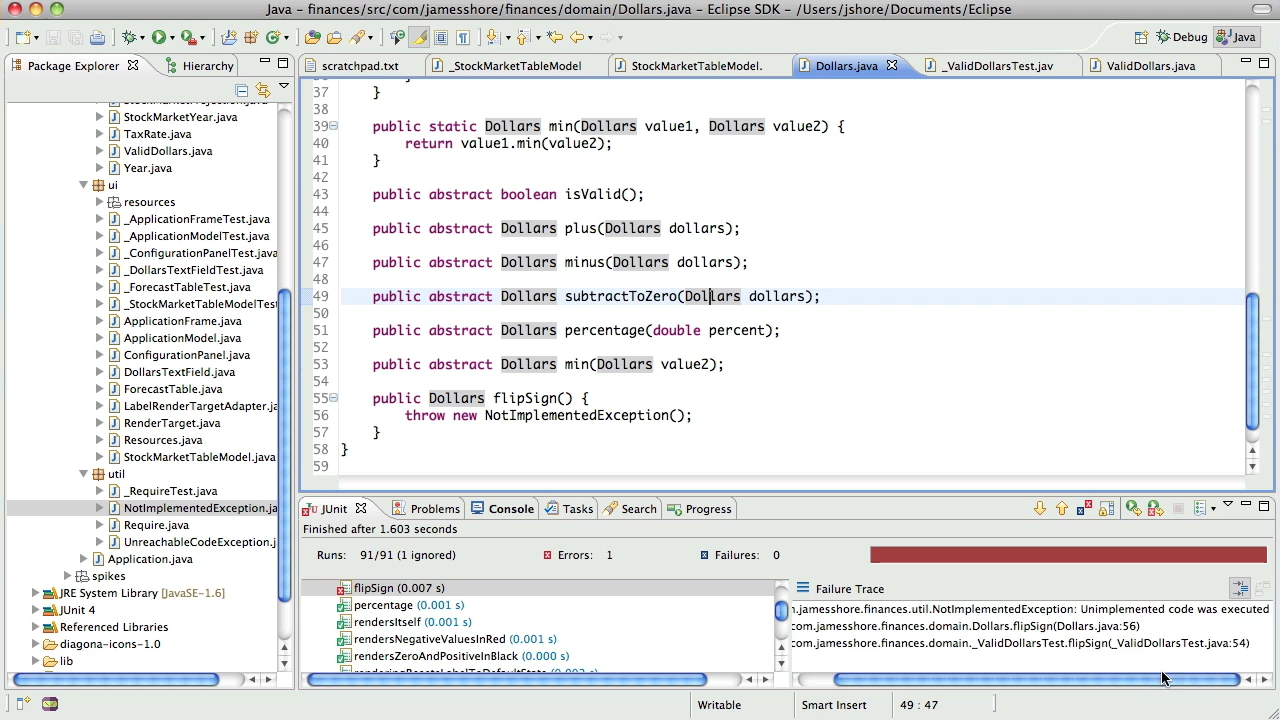 Java - finances/src/com/jamesshore/finances/domain/Dollars.java - Eclipse SDK - /Users/jshore/Documents/Eclipse
Debug Java
Package Explorer Hierarchy
scratchpad.txt _StockMarketTableModel StockMarketTableModel. Dollars.java _ValidDollarsTest.jav ValidDollars.java
StockMarketYear.java
TaxRate.java
ValidDollars.java
Year.java
ui
resources
_ApplicationFrameTest.java
_ApplicationModelTest.java
_ConfigurationPanelTest.java
_DollarsTextFieldTest.java
_ForecastTableTest.java
_StockMarketTableModelTes
ApplicationFrame.java
ApplicationModel.java
ConfigurationPanel.java
DollarsTextField.java
ForecastTable.java
LabelRenderTargetAdapter.ja
RenderTarget.java
Resources.java
StockMarketTableModel.java
util
_RequireTest.java
NotImplementedException.ja
Require.java
UnreachableCodeException.j
Application.java
spikes
JRE System Library [JavaSE-1.6]
JUnit 4
Referenced Libraries
diagona-icons-1.0
lib
37 }
38
39 public static Dollars min(Dollars value1, Dollars value2) {
40 return value1.min(value2);
41 }
42
43 public abstract boolean isValid();
44
45 public abstract Dollars plus(Dollars dollars);
46
47 public abstract Dollars minus(Dollars dollars);
48
49 public abstract Dollars subtractToZero(Dollars dollars);
50
51 public abstract Dollars percentage(double percent);
52
53 public abstract Dollars min(Dollars value2);
54
55 public Dollars flipSign() {
56 throw new NotImplementedException();
57 }
58 }
59
JUnit Problems Console Tasks Search Progress
Finished after 1.603 seconds
Runs: 91/91 (1 ignored) Errors: 1 Failures: 0
flipSign (0.007 s)
percentage (0.001 s)
rendersItself (0.001 s)
rendersNegativeValuesInRed (0.001 s)
rendersZeroAndPositiveInBlack (0.000 s)
Failure Trace
n.jamesshore.finances.util.NotImplementedException: Unimplemented code was executed
com.jamesshore.finances.domain.Dollars.flipSign(Dollars.java:56)
com.jamesshore.finances.domain._ValidDollarsTest.flipSign(_ValidDollarsTest.java:54)
Writable Smart Insert 49 : 47